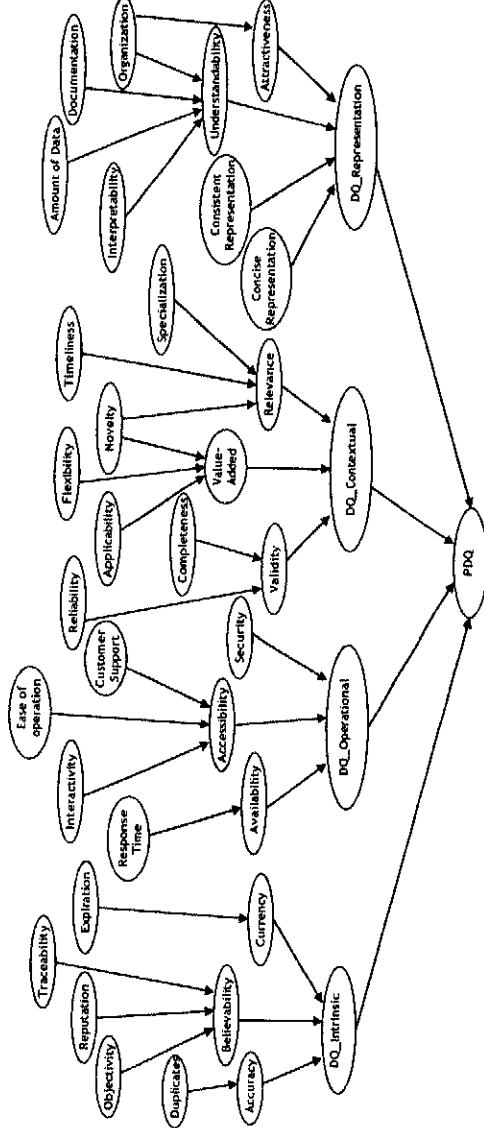 Traceability
Reputation
Objectivity
Expiration
Duplicates
Believability
Accuracy
Currency
DQ_Intrinsic
Ease of
operation
Interactivity
Customer
Support
Response
Time
Accessibility
Availability
Security
DQ_Operational
Flexibility
Timeliness
Applicability
Novelty
Reliability
Specialization
Completeness
Value-
Added
Validity
Relevance
DQ_Contextual
Amount of Data
Documentation
Organization
Interpretability
Understandability
Attractiveness
Consistent
Representation
Concise
Representation
DQ_Representation
PDQ